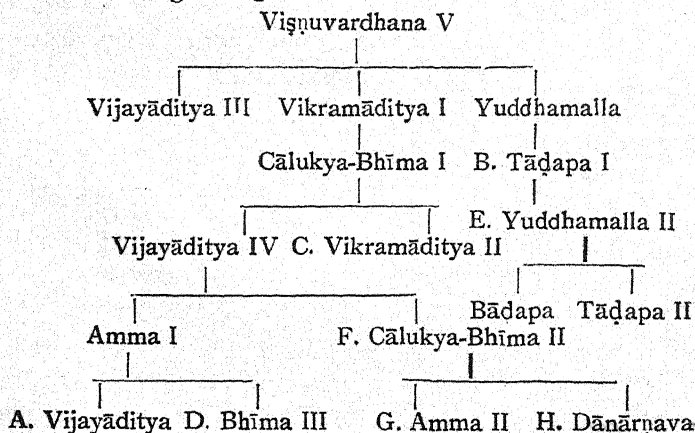 Viṣṇuvardhana V
Vijayāditya III Vikramāditya I Yuddhamalla
Cālukya-Bhīma I B. Tāḍapa I
E. Yuddhamalla II
Vijayāditya IV C. Vikramāditya II
Bāḍapa Tāḍapa II
Amma I F. Cālukya-Bhīma II
A. Vijayāditya D. Bhīma III G. Amma II H. Dānārṇava